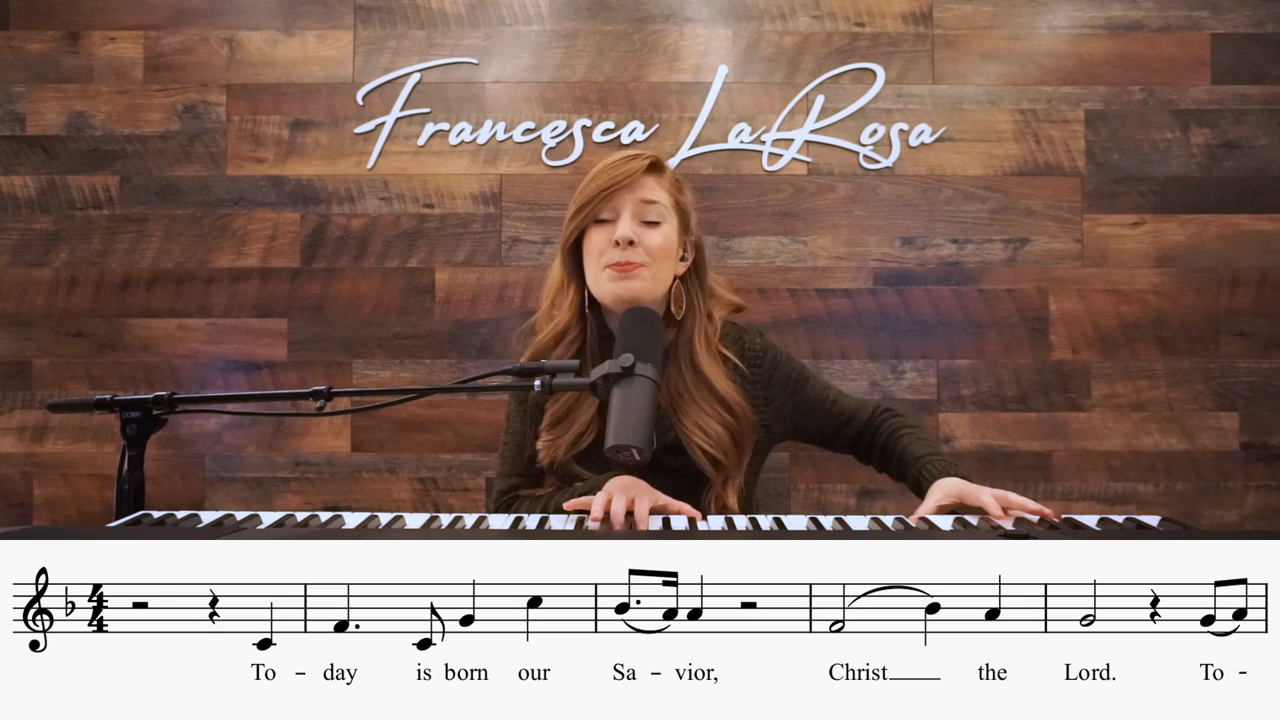 Francesca LaRosa
To - day is born our Sa - vior, Christ the Lord. To -